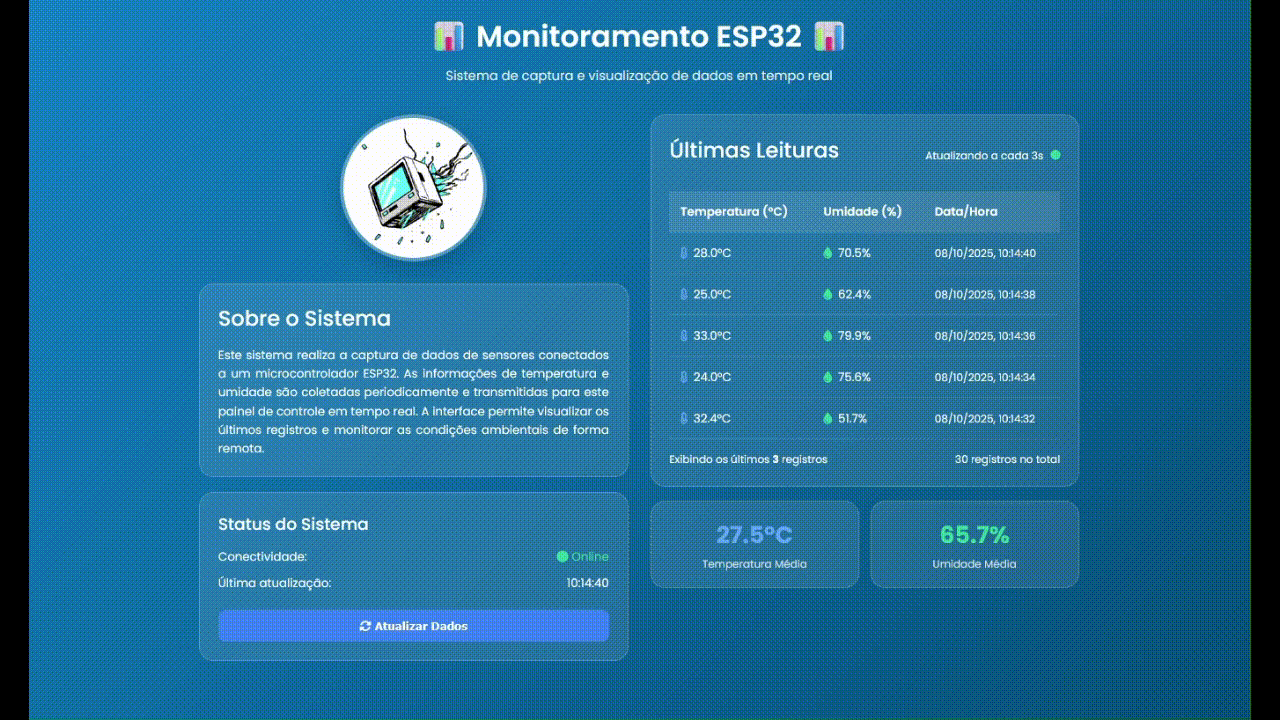 Monitoramento ESP32
Sistema de captura e visualização de dados em tempo real
Sobre o Sistema
Este sistema realiza a captura de dados de sensores conectados
a um microcontrolador ESP32. As informações de temperatura e
umidade são coletadas periodicamente e transmitidas para este
painel de controle em tempo real. A interface permite visualizar os
últimos registros e monitorar as condições ambientais de forma
remota.
Status do Sistema
Conectividade: Online
Última atualização: 10:14:40
Atualizar Dados
Últimas Leituras
Atualizando a cada 3s
Temperatura (°C) Umidade (%) Data/Hora
28.0°C 70.5% 08/10/2025, 10:14:40
25.0°C 62.4% 08/10/2025, 10:14:38
33.0°C 79.9% 08/10/2025, 10:14:36
24.0°C 75.6% 08/10/2025, 10:14:34
32.4°C 51.7% 08/10/2025, 10:14:32
Exibindo os últimos 3 registros 30 registros no total
27.5°C
Temperatura Média
65.7%
Umidade Média